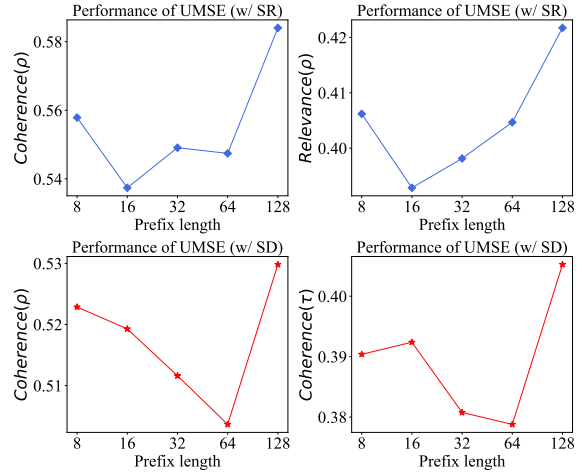 Performance of UMSE (w/ SR)
Coherence(ρ)
0.58
0.56
0.54
8 16 32 64 128
Prefix length
Performance of UMSE (w/ SR)
Relevance(ρ)
0.42
0.41
0.40
8 16 32 64 128
Prefix length
Performance of UMSE (w/ SD)
Coherence(ρ)
0.53
0.52
0.51
8 16 32 64 128
Prefix length
Performance of UMSE (w/ SD)
Coherence(τ)
0.40
0.39
0.38
8 16 32 64 128
Prefix length